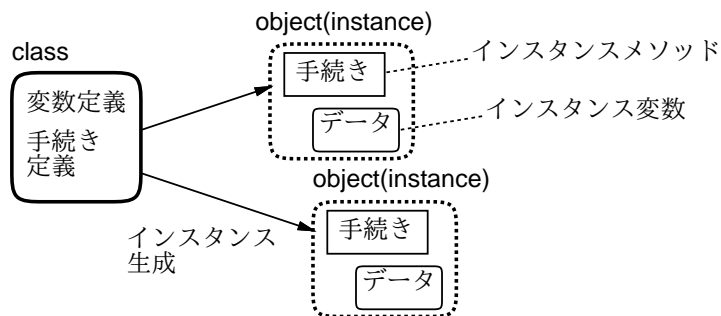 object(instance)
class
手続き
インスタンスメソッド
変数定義
データ
インスタンス変数
手続き
定義
object(instance)
手続き
インスタンス
生成
データ